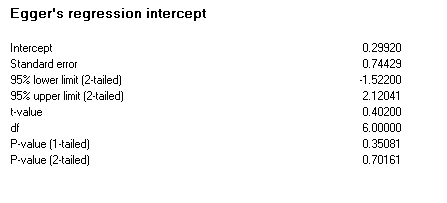 Egger's regression intercept
Intercept 0.29920
Standard error 0.74429
95% lower limit (2-tailed) -1.52200
95% upper limit (2-tailed) 2.12041
t-value 0.40200
df 6.00000
P-value (1-tailed) 0.35081
P-value (2-tailed) 0.70161